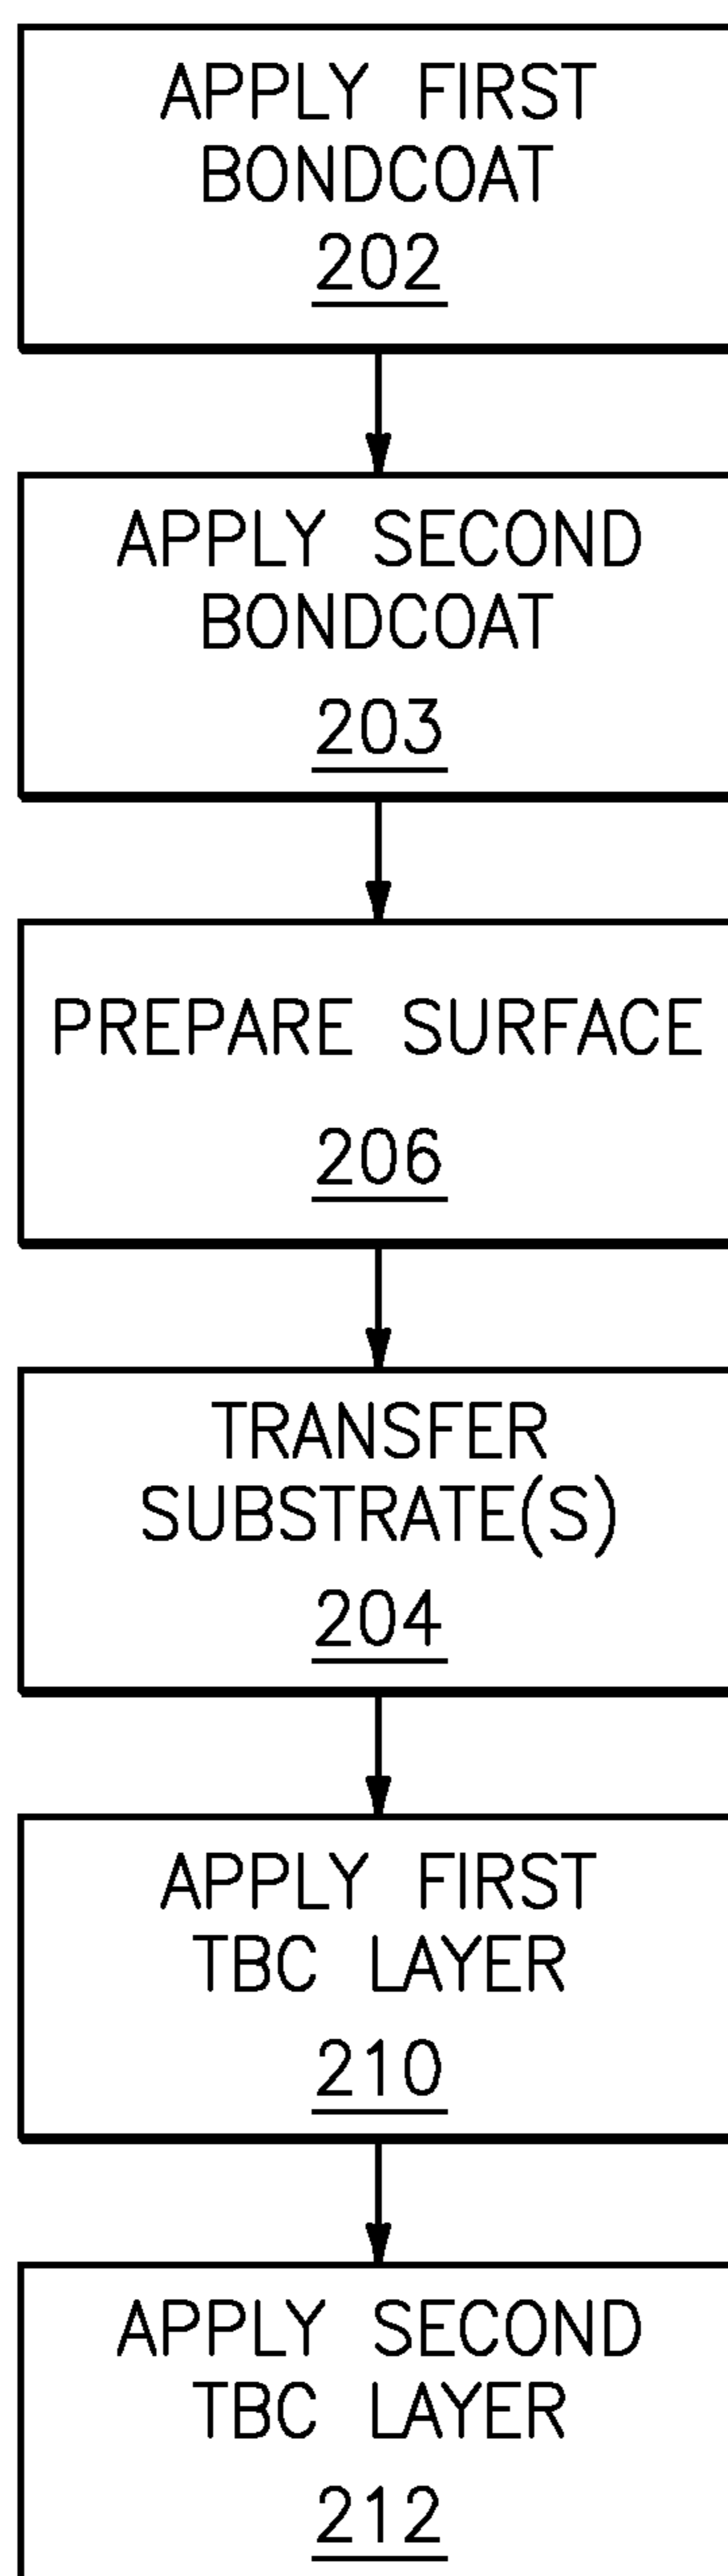 APPLY FIRST
BONDCOAT
202
APPLY SECOND
BONDCOAT
203
PREPARE SURFACE
206
TRANSFER
SUBSTRATE(S)
204
APPLY FIRST
TBC LAYER
210
APPLY SECOND
TBC LAYER
212